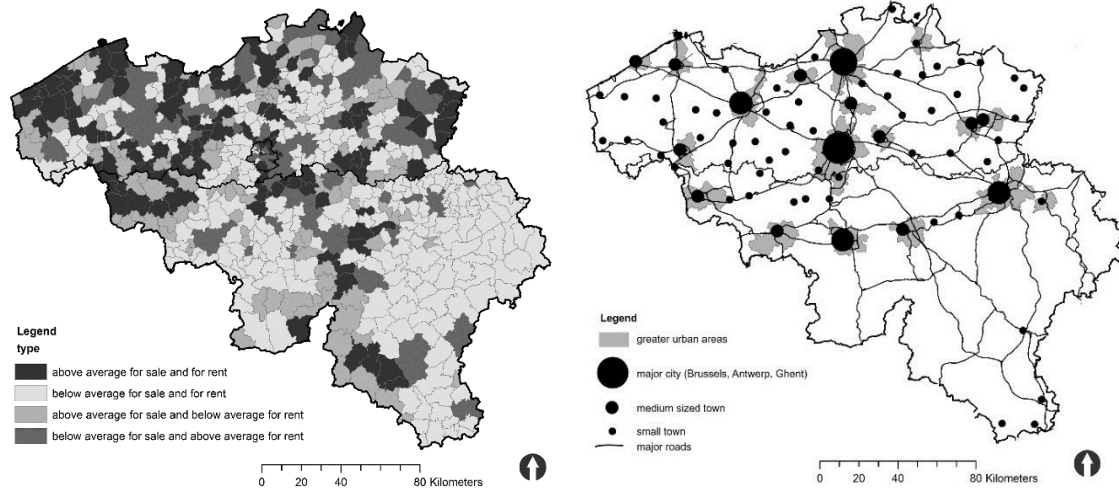 Legend
type
above average for sale and for rent
below average for sale and for rent
above average for sale and below average for rent
below average for sale and above average for rent
0 20 40 80 Kilometers
Legend
greater urban areas
major city (Brussels, Antwerp, Ghent)
medium sized town
small town
major roads
0 20 40 80 Kilometers